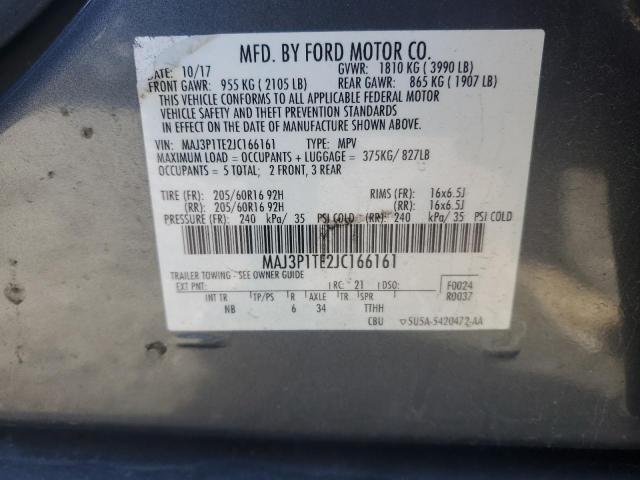 MFD. BY FORD MOTOR CO.
DATE: 10/17 GVWR: 1810 KG ( 3990 LB)
FRONT GAWR: 955 KG ( 2105 LB) REAR GAWR: 865 KG ( 1907 LB)
THIS VEHICLE CONFORMS TO ALL APPLICABLE FEDERAL MOTOR
VEHICLE SAFETY AND THEFT PREVENTION STANDARDS
IN EFFECT ON THE DATE OF MANUFACTURE SHOWN ABOVE.
VIN: MAJ3P1TE2JC166161 TYPE: MPV
MAXIMUM LOAD = OCCUPANTS + LUGGAGE = 375KG/ 827LB
OCCUPANTS = 5 TOTAL; 2 FRONT, 3 REAR
TIRE (FR): 205/60R16 92H RIMS (FR): 16x6.5J
(RR): 205/60R16 92H (RR): 16x6.5J
PRESSURE (FR): 240 kPa/ 35 PSI COLD (RR): 240 kPa/ 35 PSI COLD
MAJ3P1TE2JC166161
TRAILER TOWING - SEE OWNER GUIDE
EXT PNT: RC: 21 DSO: F0024
INT TR TP/PS R AXLE TR SPR R0037
NB 6 34 TTHH
CBU 5U5A-5420472-AA